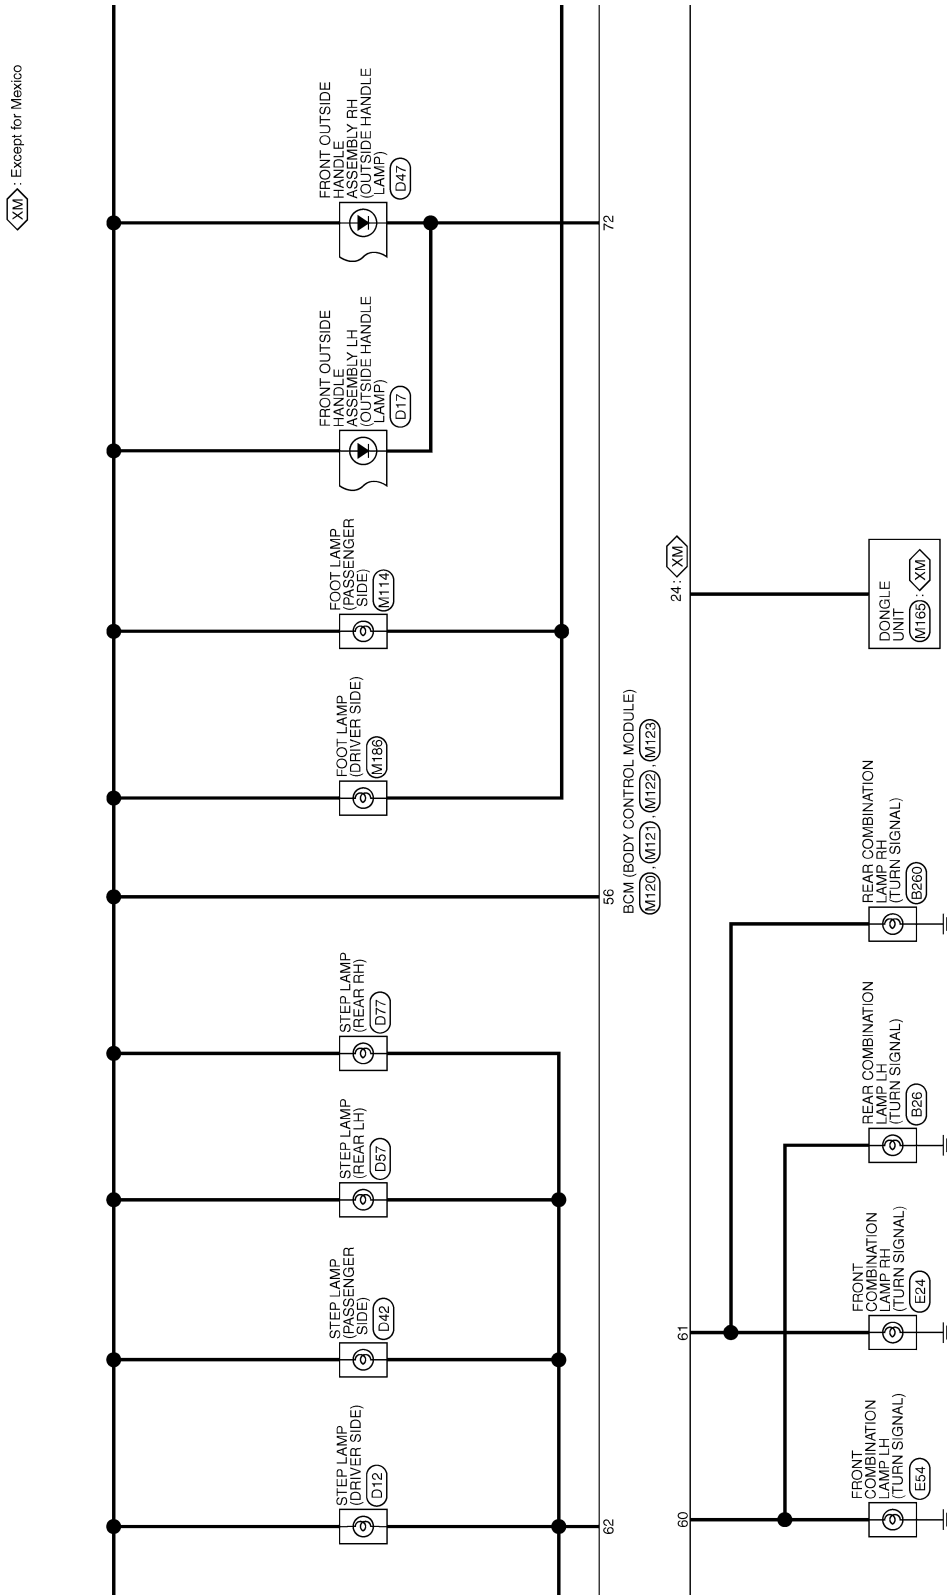 XM : Except for Mexico
STEP LAMP
(DRIVER SIDE)
D12
STEP LAMP
(PASSENGER
SIDE)
D42
STEP LAMP
(REAR LH)
D57
STEP LAMP
(REAR RH)
D77
FOOT LAMP
(DRIVER SIDE)
M186
FOOT LAMP
(PASSENGER
SIDE)
M114
FRONT OUTSIDE
HANDLE
ASSEMBLY LH
(OUTSIDE HANDLE
LAMP)
D17
FRONT OUTSIDE
HANDLE
ASSEMBLY RH
(OUTSIDE HANDLE
LAMP)
D47
62
56
72
BCM (BODY CONTROL MODULE)
M120 , M121 , M122 , M123
60
61
24 : XM
FRONT
COMBINATION
LAMP LH
(TURN SIGNAL)
E54
FRONT
COMBINATION
LAMP RH
(TURN SIGNAL)
E24
REAR COMBINATION
LAMP LH
(TURN SIGNAL)
B26
REAR COMBINATION
LAMP RH
(TURN SIGNAL)
B260
DONGLE
UNIT
M165 : XM